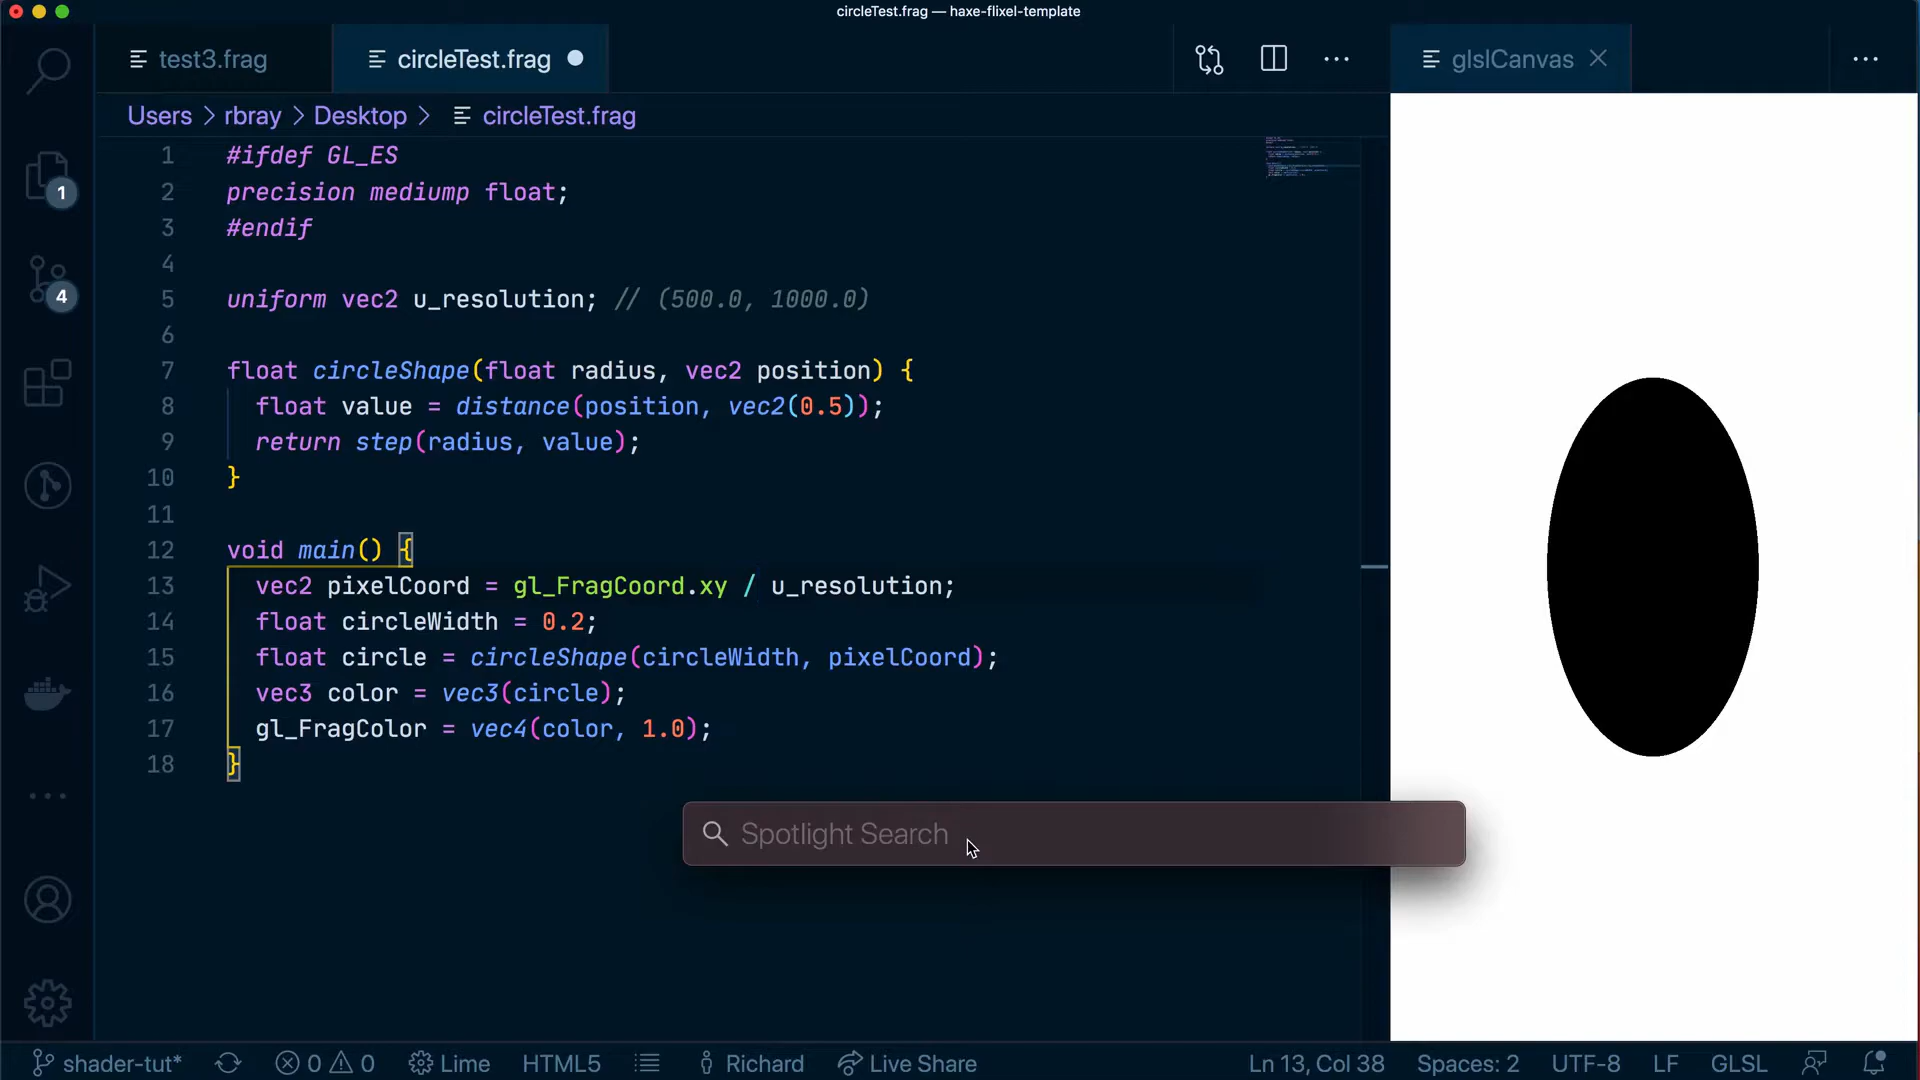 circleTest.frag — haxe-flixel-template
test3.frag
circleTest.frag
glslCanvas
Users > rbray > Desktop > circleTest.frag
1 #ifdef GL_ES
2 precision mediump float;
3 #endif
4
5 uniform vec2 u_resolution; // (500.0, 1000.0)
6
7 float circleShape(float radius, vec2 position) {
8 float value = distance(position, vec2(0.5));
9 return step(radius, value);
10 }
11
12 void main() {
13 vec2 pixelCoord = gl_FragCoord.xy / u_resolution;
14 float circleWidth = 0.2;
15 float circle = circleShape(circleWidth, pixelCoord);
16 vec3 color = vec3(circle);
17 gl_FragColor = vec4(color, 1.0);
18 }
1
4
Spotlight Search
shader-tut* 0 0 Lime HTML5 Richard Live Share Ln 13, Col 38 Spaces: 2 UTF-8 LF GLSL